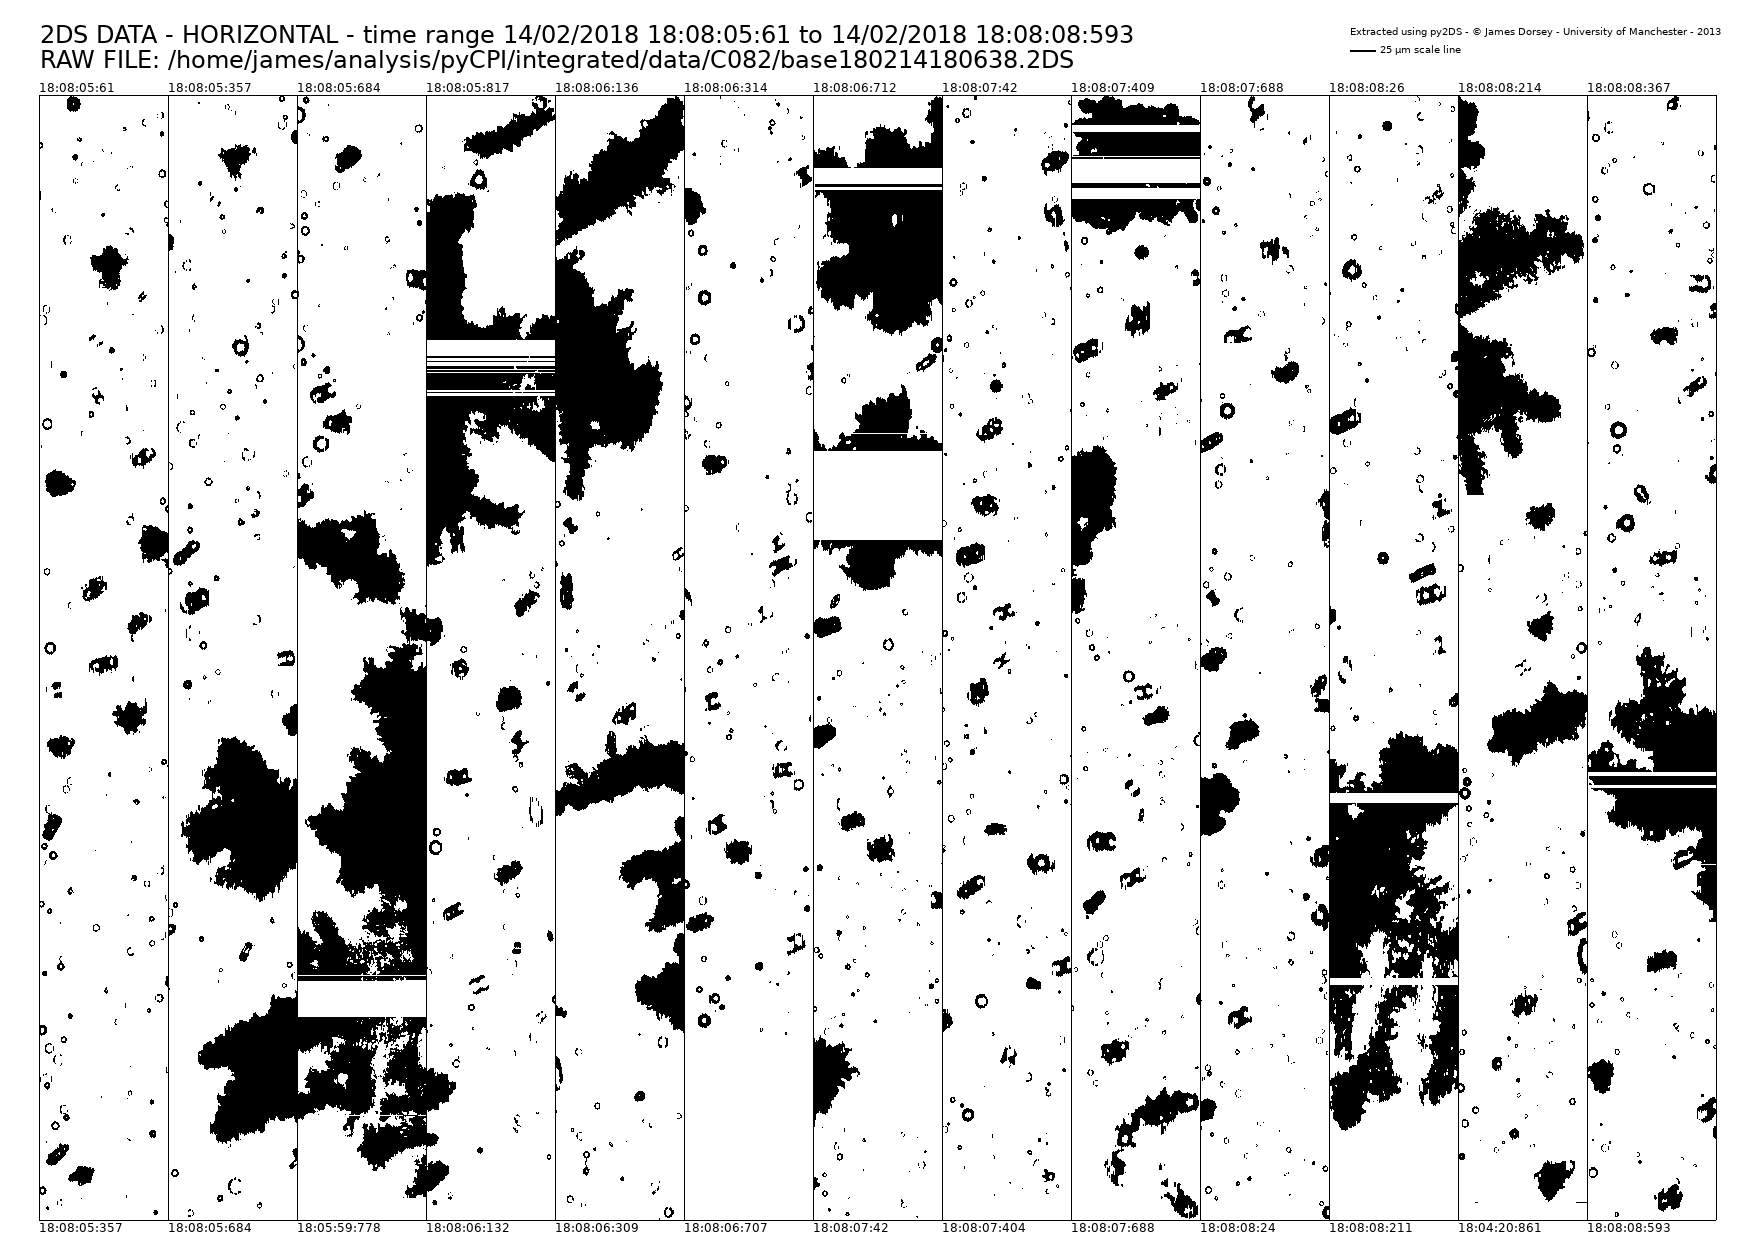 2DS DATA - HORIZONTAL - time range 14/02/2018 18:08:05:61 to 14/02/2018 18:08:08:593
RAW FILE: /home/james/analysis/pyCPI/integrated/data/C082/base180214180638.2DS
Extracted using py2DS - © James Dorsey - University of Manchester - 2013
25 µm scale line
18:08:05:61 18:08:05:357 18:08:05:684 18:08:05:817 18:08:06:136 18:08:06:314 18:08:06:712 18:08:07:42 18:08:07:409 18:08:07:688 18:08:08:26 18:08:08:214 18:08:08:367
18:08:05:357 18:08:05:684 18:05:59:778 18:08:06:132 18:08:06:309 18:08:06:707 18:08:07:42 18:08:07:404 18:08:07:688 18:08:08:24 18:08:08:211 18:04:20:861 18:08:08:593